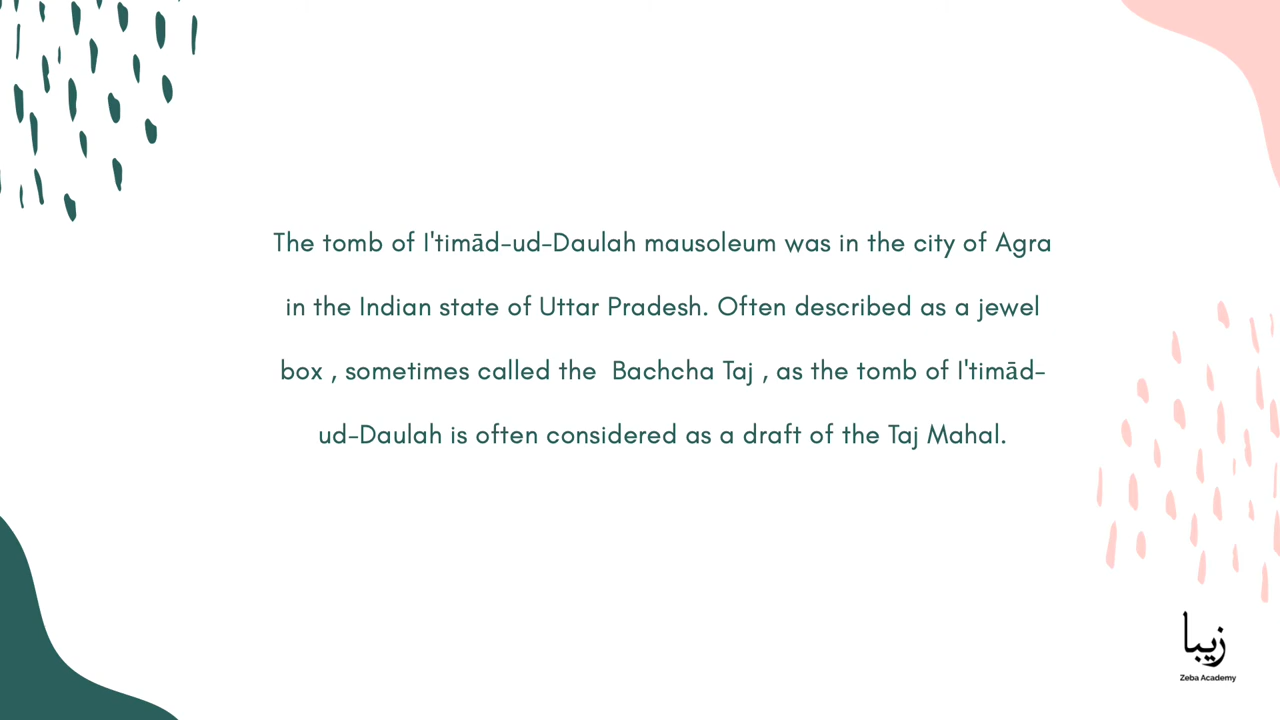 The tomb of I'timād-ud-Daulah mausoleum was in the city of Agra
in the Indian state of Uttar Pradesh. Often described as a jewel
box , sometimes called the  Bachcha Taj , as the tomb of I'timād-
ud-Daulah is often considered as a draft of the Taj Mahal.
زيبا
Zeba Academy